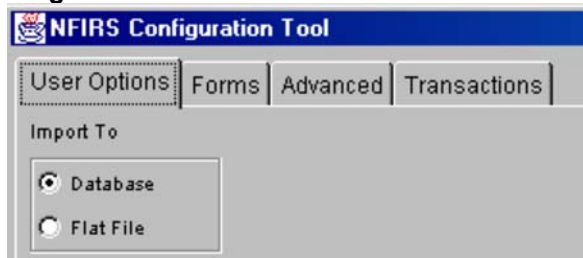 NFIRS Configuration Tool
User Options Forms Advanced Transactions
Import To
Database
Flat File